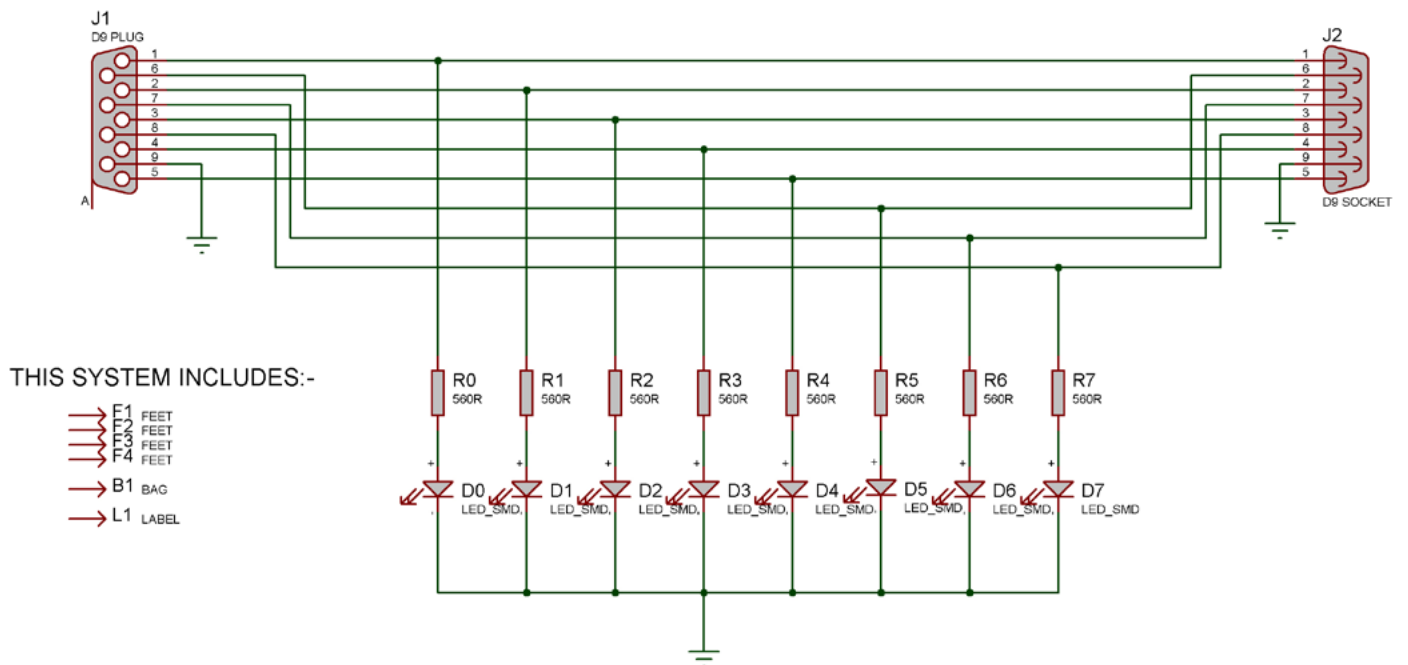 J1
D9 PLUG
1
6
2
7
3
8
4
9
5
A
J2
1
6
2
7
3
8
4
9
5
D9 SOCKET
THIS SYSTEM INCLUDES:-
F1 FEET
F2 FEET
F3 FEET
F4 FEET
B1 BAG
L1 LABEL
R0
560R
R1
560R
R2
560R
R3
560R
R4
560R
R5
560R
R6
560R
R7
560R
+ + + + + + + +
D0
LED_SMD,
D1
LED_SMD,
D2
LED_SMD,
D3
LED_SMD,
D4
LED_SMD,
D5
LED_SMD,
D6
LED_SMD,
D7
LED_SMD